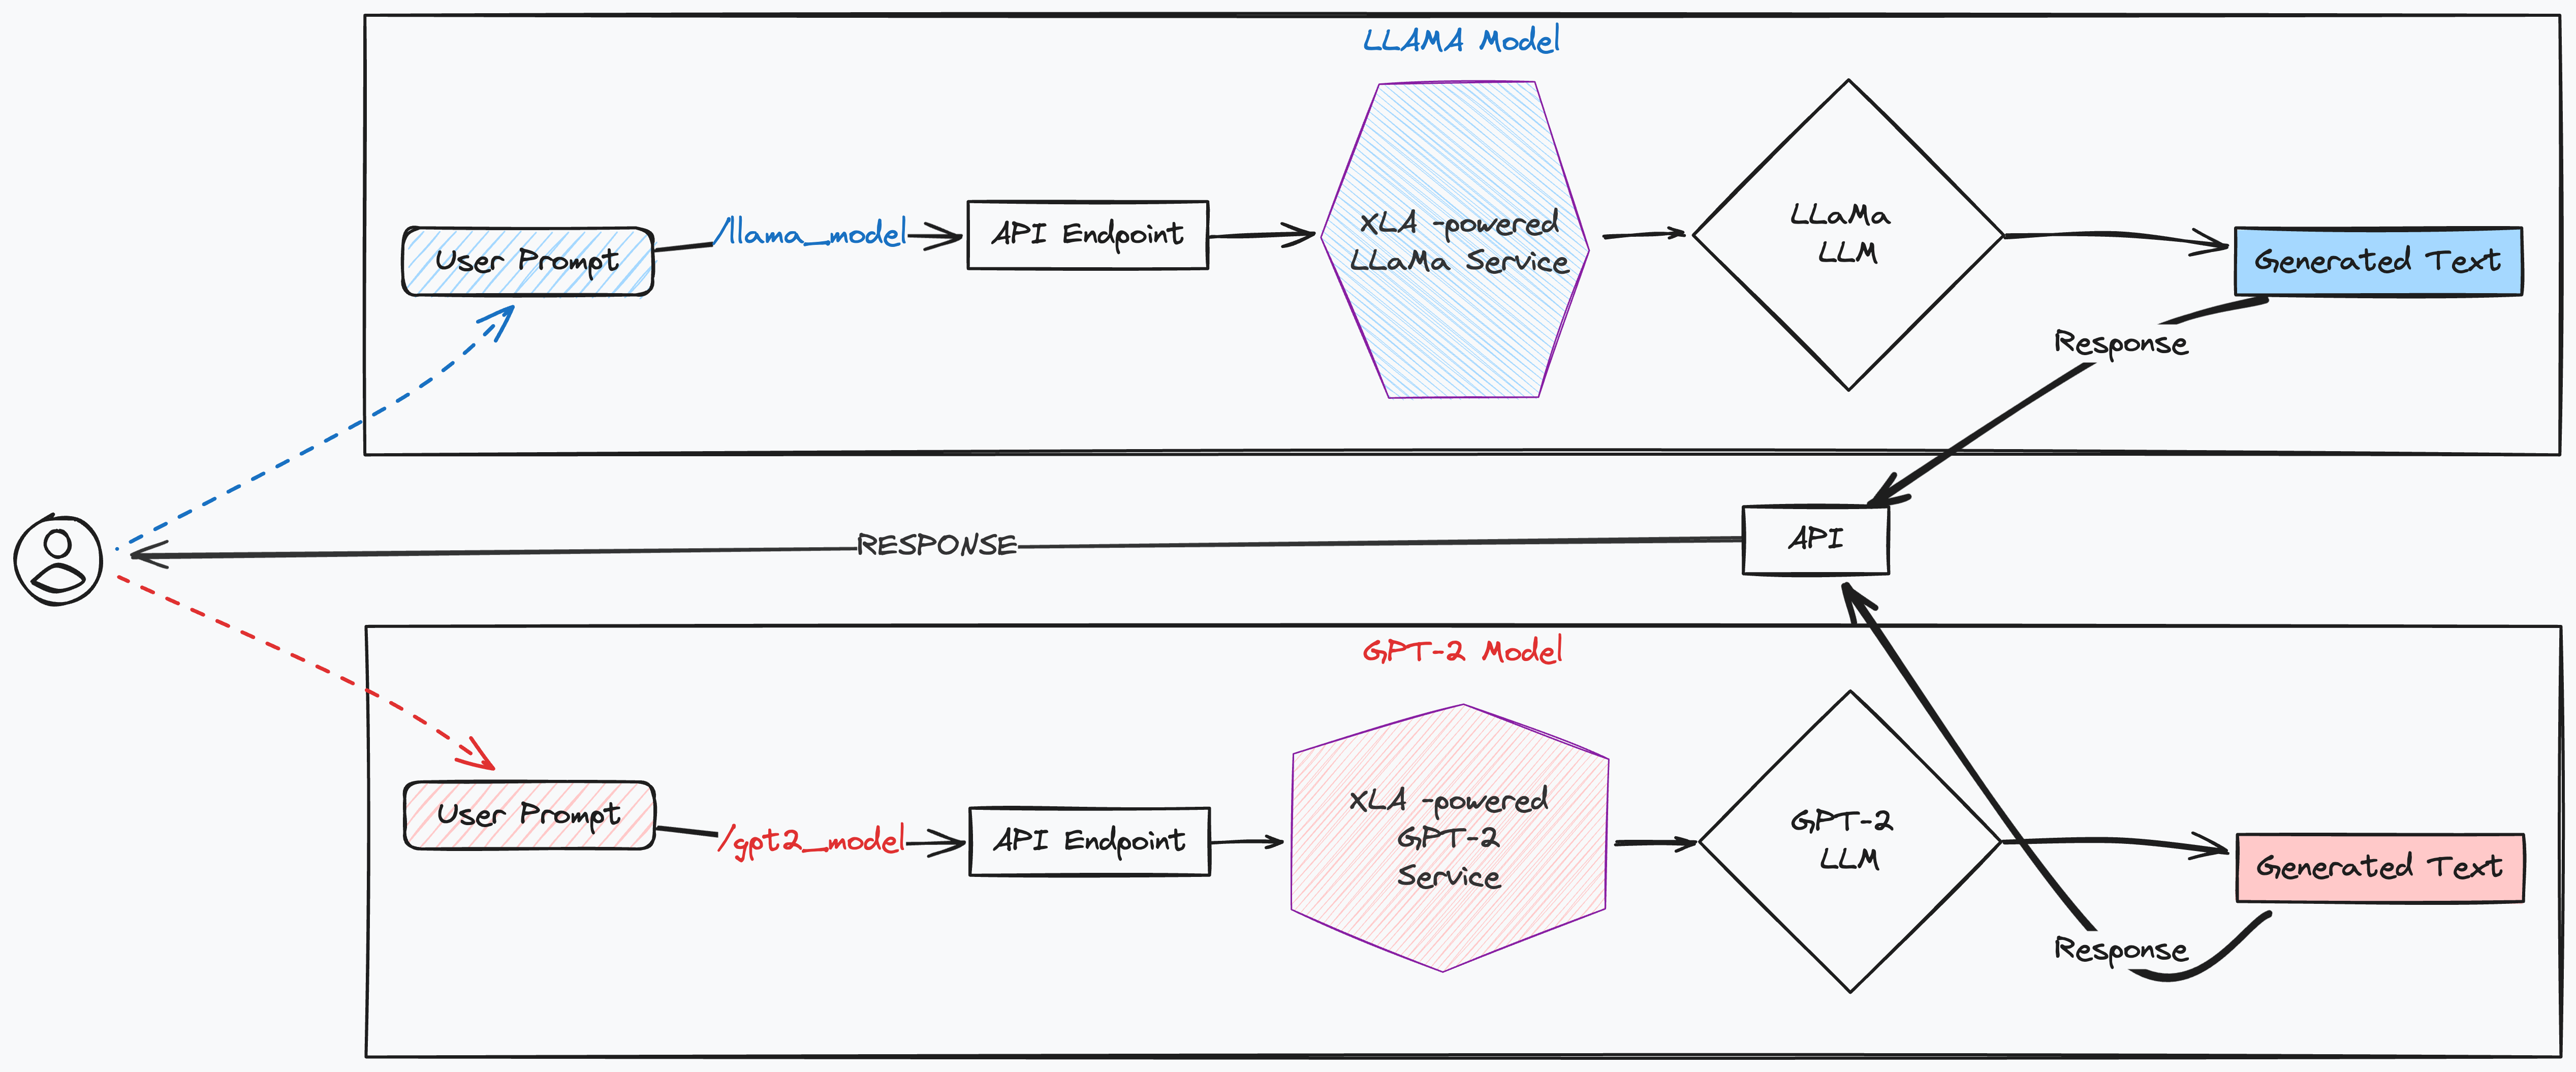 LLAMA Model
User Prompt
/llama_model
API Endpoint
XLA -powered
LLaMa Service
LLaMa
LLM
Generated Text
Response
API
RESPONSE
GPT-2 Model
User Prompt
/gpt2_model
API Endpoint
XLA -powered
GPT-2
Service
GPT-2
LLM
Generated Text
Response